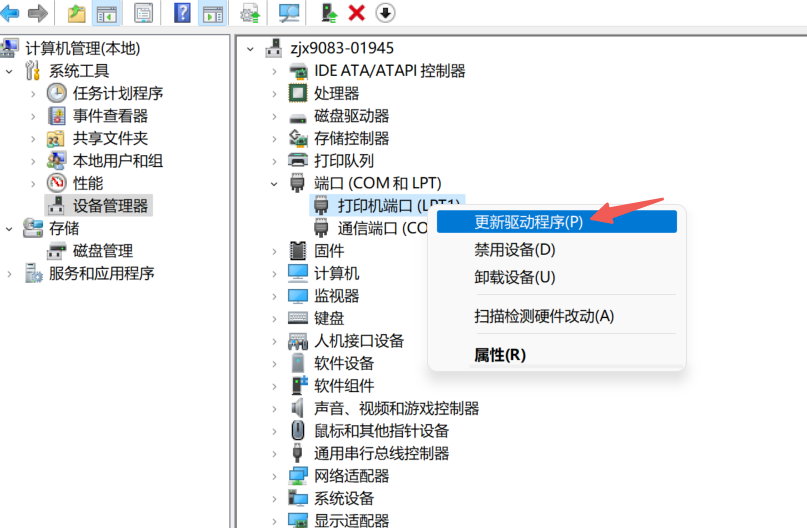 计算机管理(本地)
系统工具
任务计划程序
事件查看器
共享文件夹
本地用户和组
性能
设备管理器
存储
磁盘管理
服务和应用程序
zjx9083-01945
IDE ATA/ATAPI 控制器
处理器
磁盘驱动器
存储控制器
打印队列
端口 (COM 和 LPT)
打印机端口 (LPT1)
通信端口 (CO
固件
计算机
监视器
键盘
人机接口设备
软件设备
软件组件
声音、视频和游戏控制器
鼠标和其他指针设备
通用串行总线控制器
网络适配器
系统设备
显示适配器
更新驱动程序(P)
禁用设备(D)
卸载设备(U)
扫描检测硬件改动(A)
属性(R)